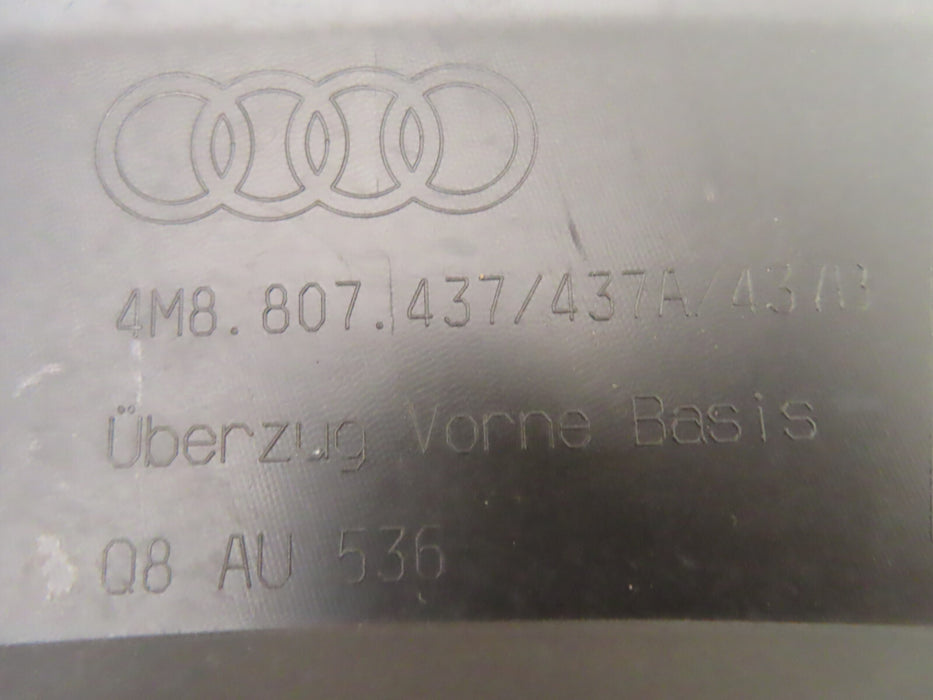 4M8.807.437/437A/437B
Überzug Vorne Basis
Q8 AU 536